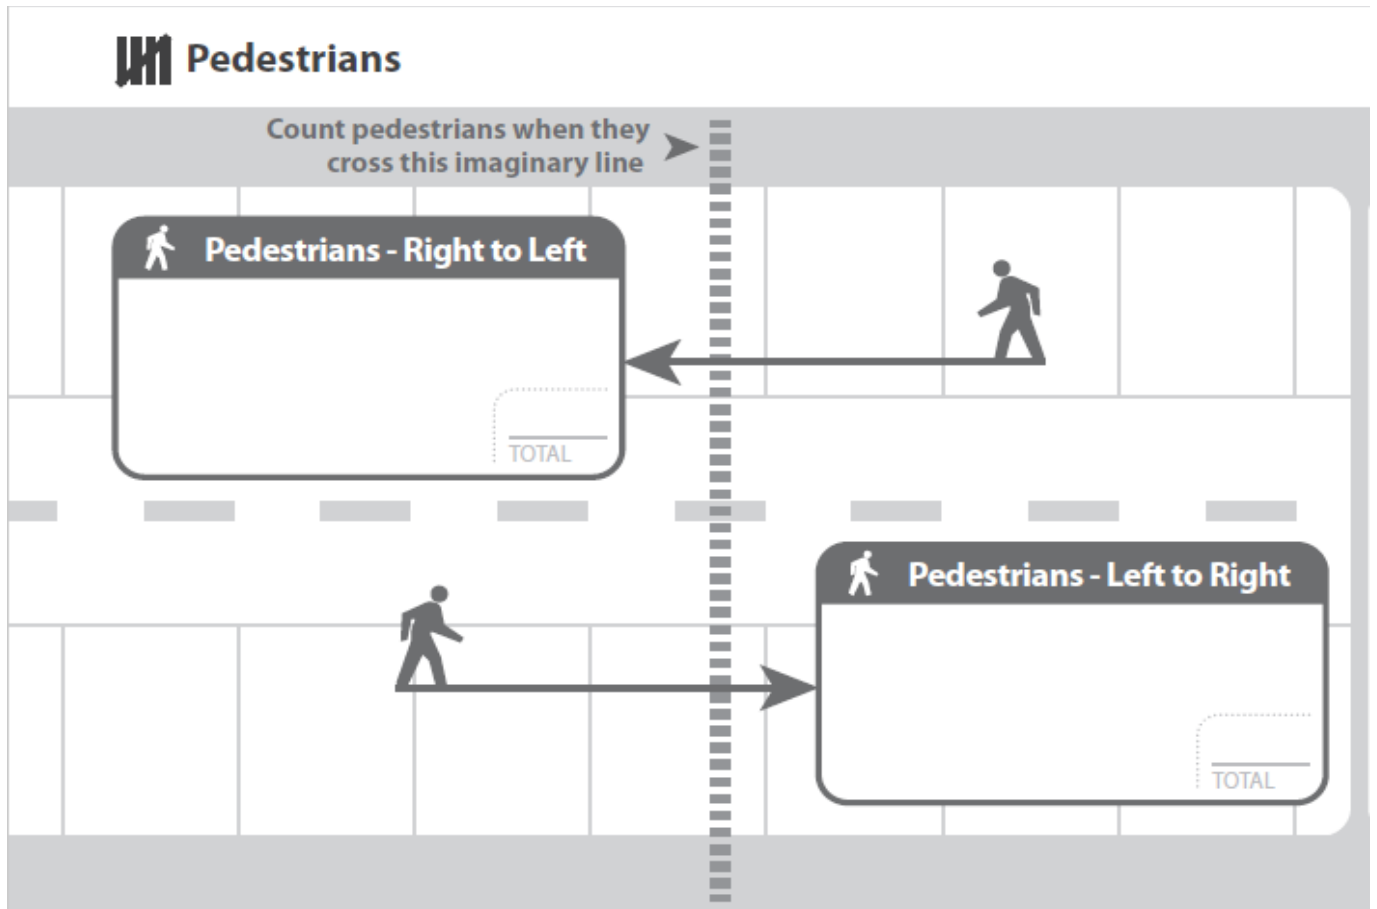 Pedestrians
Count pedestrians when they
cross this imaginary line
Pedestrians - Right to Left
TOTAL
Pedestrians - Left to Right
TOTAL